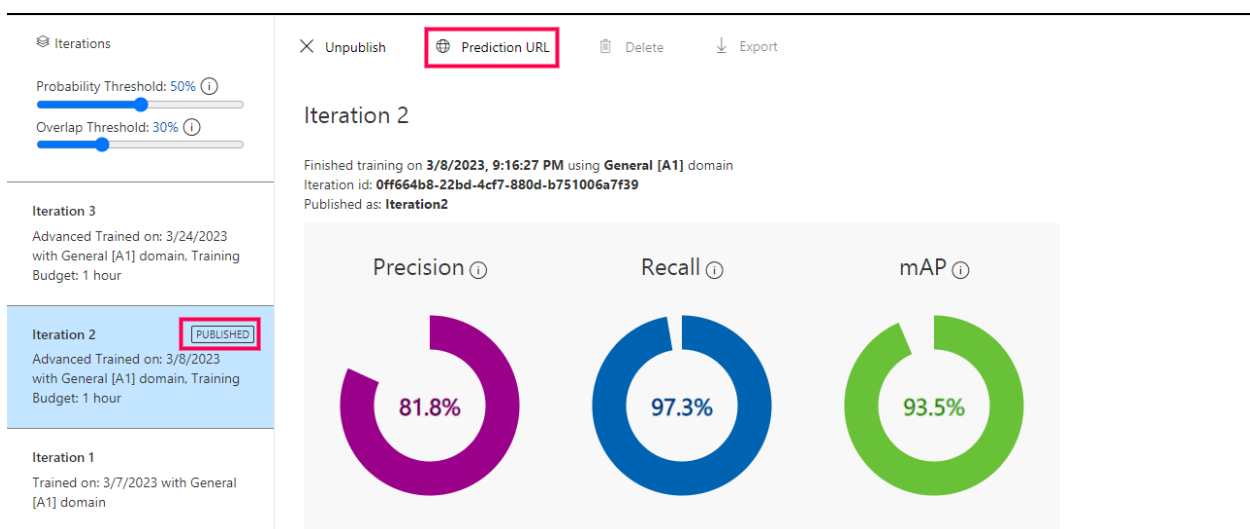 Iterations
Probability Threshold: 50%
Overlap Threshold: 30%
Iteration 3
Advanced Trained on: 3/24/2023
with General [A1] domain, Training
Budget: 1 hour
Iteration 2 PUBLISHED
Advanced Trained on: 3/8/2023
with General [A1] domain, Training
Budget: 1 hour
Iteration 1
Trained on: 3/7/2023 with General
[A1] domain
Unpublish Prediction URL Delete Export
Iteration 2
Finished training on 3/8/2023, 9:16:27 PM using General [A1] domain
Iteration id: 0ff664b8-22bd-4cf7-880d-b751006a7f39
Published as: Iteration2
Precision Recall mAP
81.8% 97.3% 93.5%